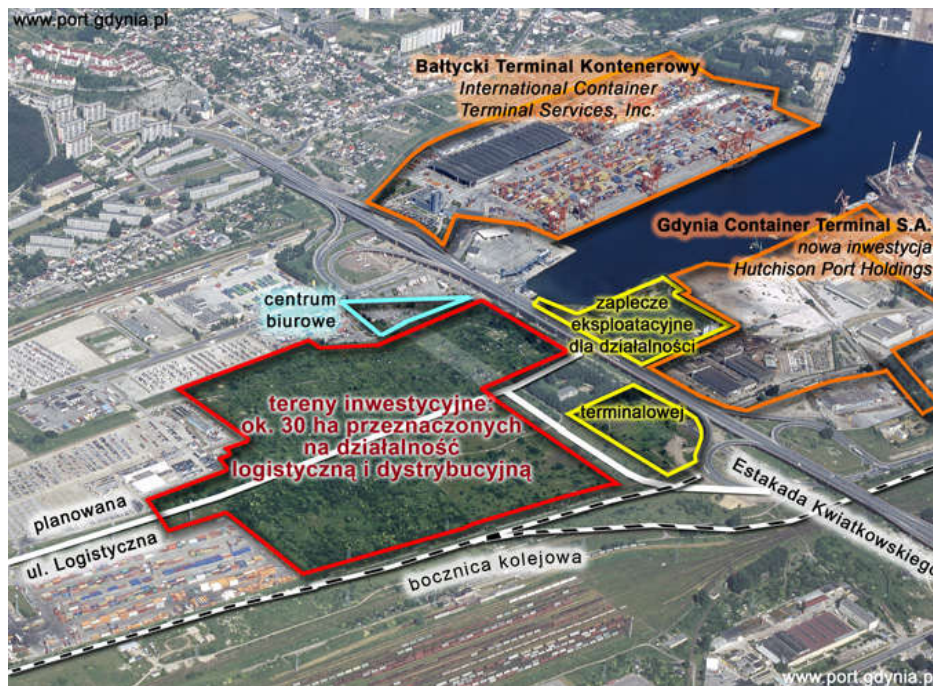 www.port.gdynia.pl
Bałtycki Terminal Kontenerowy
International Container
Terminal Services, Inc.
Gdynia Container Terminal S.A.
nowa inwestycja
Hutchison Port Holdings
centrum
biurowe
zaplecze
eksploatacyjne
dla działalności
terminalowej
tereny inwestycyjne:
ok. 30 ha przeznaczonych
na działalność
logistyczną i dystrybucyjną
planowana
ul. Logistyczna
Estakada Kwiatkowskiego
bocznica kolejowa
www.port.gdynia.p